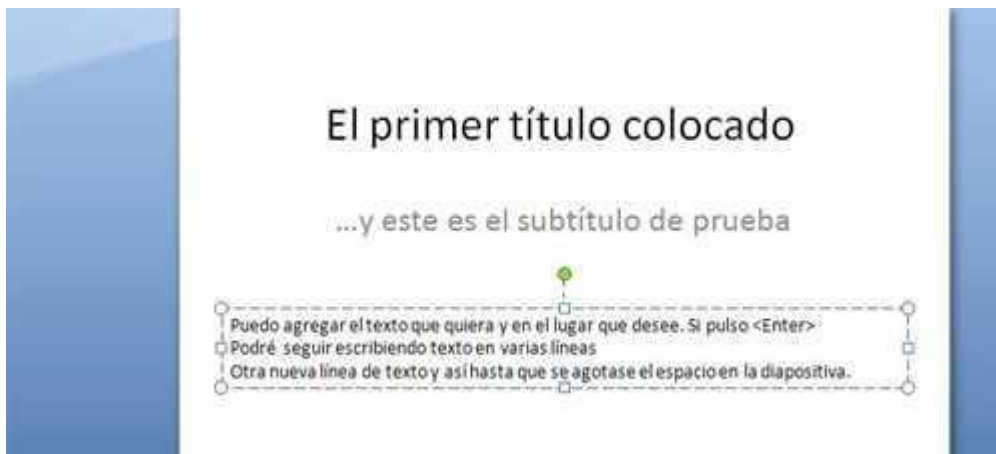 El primer título colocado
...y este es el subtítulo de prueba
Puedo agregar el texto que quiera y en el lugar que desee. Si pulso <Enter>
Podré seguir escribiendo texto en varias líneas
Otra nueva línea de texto y así hasta que se agotase el espacio en la diapositiva.